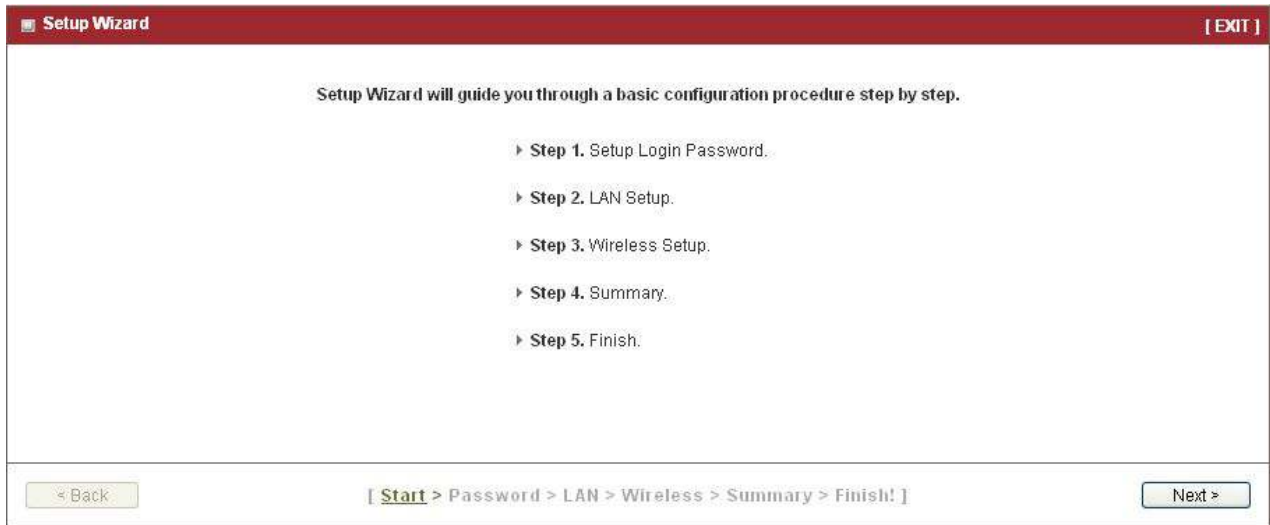 Setup Wizard [ EXIT ]
Setup Wizard will guide you through a basic configuration procedure step by step.
Step 1. Setup Login Password.
Step 2. LAN Setup.
Step 3. Wireless Setup.
Step 4. Summary.
Step 5. Finish.
< Back [ Start > Password > LAN > Wireless > Summary > Finish! ] Next >